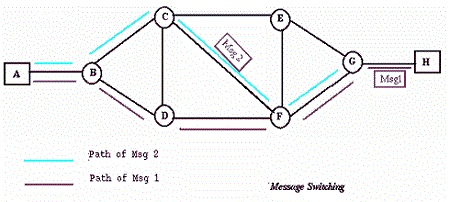 C
E
Msg 2
A
B
G
H
Msg1
D
F
Path of Msg 2
Path of Msg 1
Message Switching